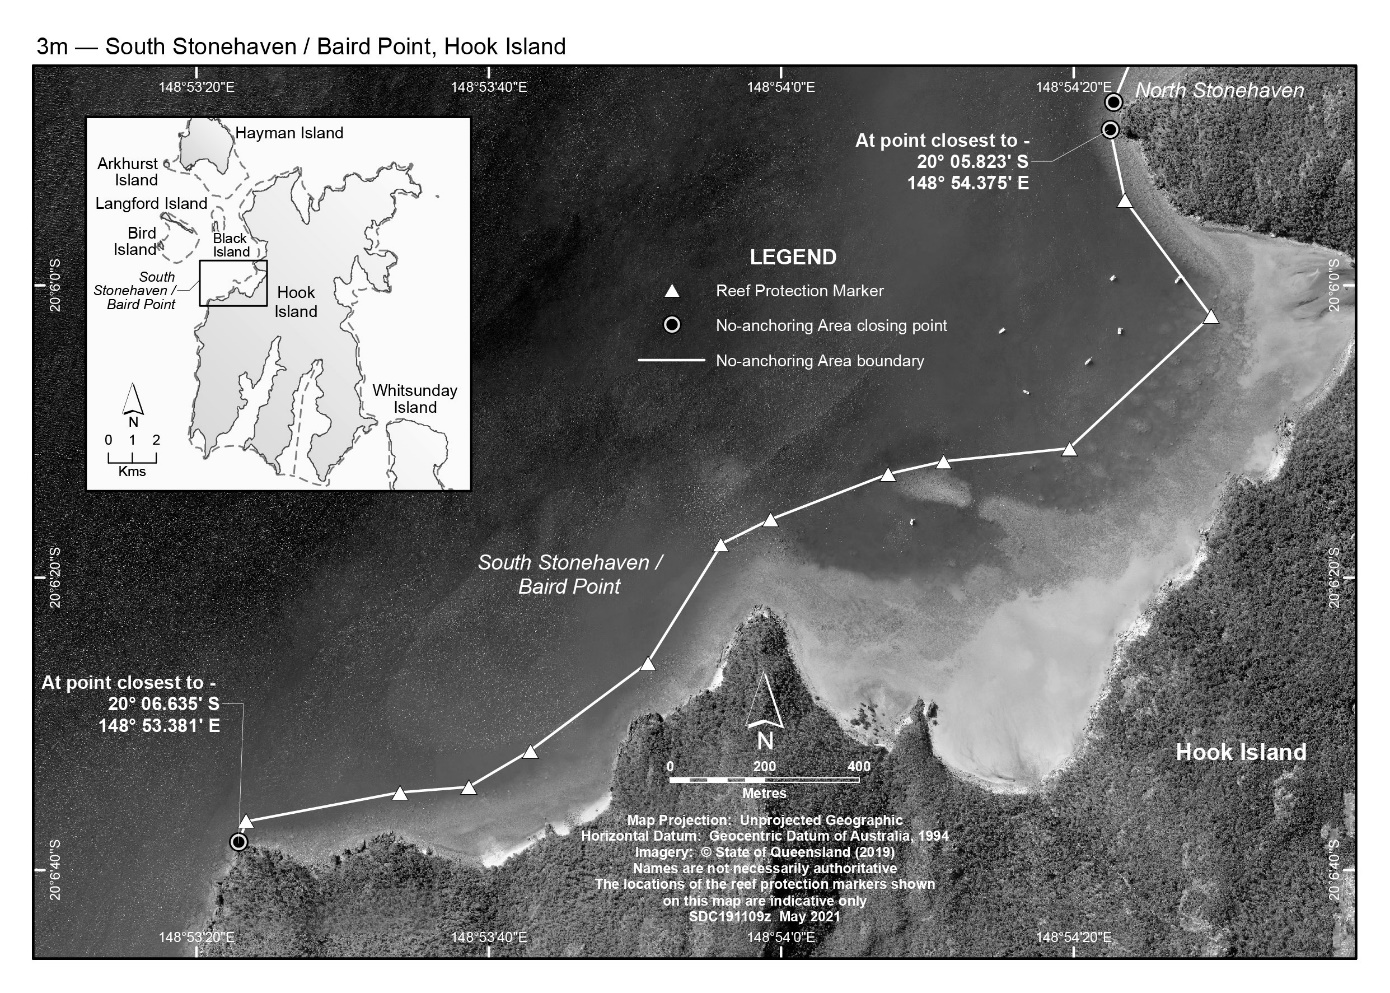 3m — South Stonehaven / Baird Point, Hook Island
148°53'20"E
148°53'40"E
148°54'0"E
148°54'20"E
North Stonehaven
At point closest to -
20° 05.823' S
148° 54.375' E
Hayman Island
Arkhurst
Island
Langford Island
Bird
Island
Black
Island
South
Stonehaven /
Baird Point
Hook
Island
Whitsunday
Island
N
0 1 2
Kms
LEGEND
Reef Protection Marker
No-anchoring Area closing point
No-anchoring Area boundary
20°6'0"S
20°6'0"S
South Stonehaven /
Baird Point
20°6'20"S
20°6'20"S
At point closest to -
20° 06.635' S
148° 53.381' E
Hook Island
N
0 200 400
Metres
Map Projection: Unprojected Geographic
Horizontal Datum: Geocentric Datum of Australia, 1994
Imagery: © State of Queensland (2019)
Names are not necessarily authoritative
The locations of the reef protection markers shown
on this map are indicative only
SDC191109z May 2021
20°6'40"S
20°6'40"S
148°53'20"E
148°53'40"E
148°54'0"E
148°54'20"E